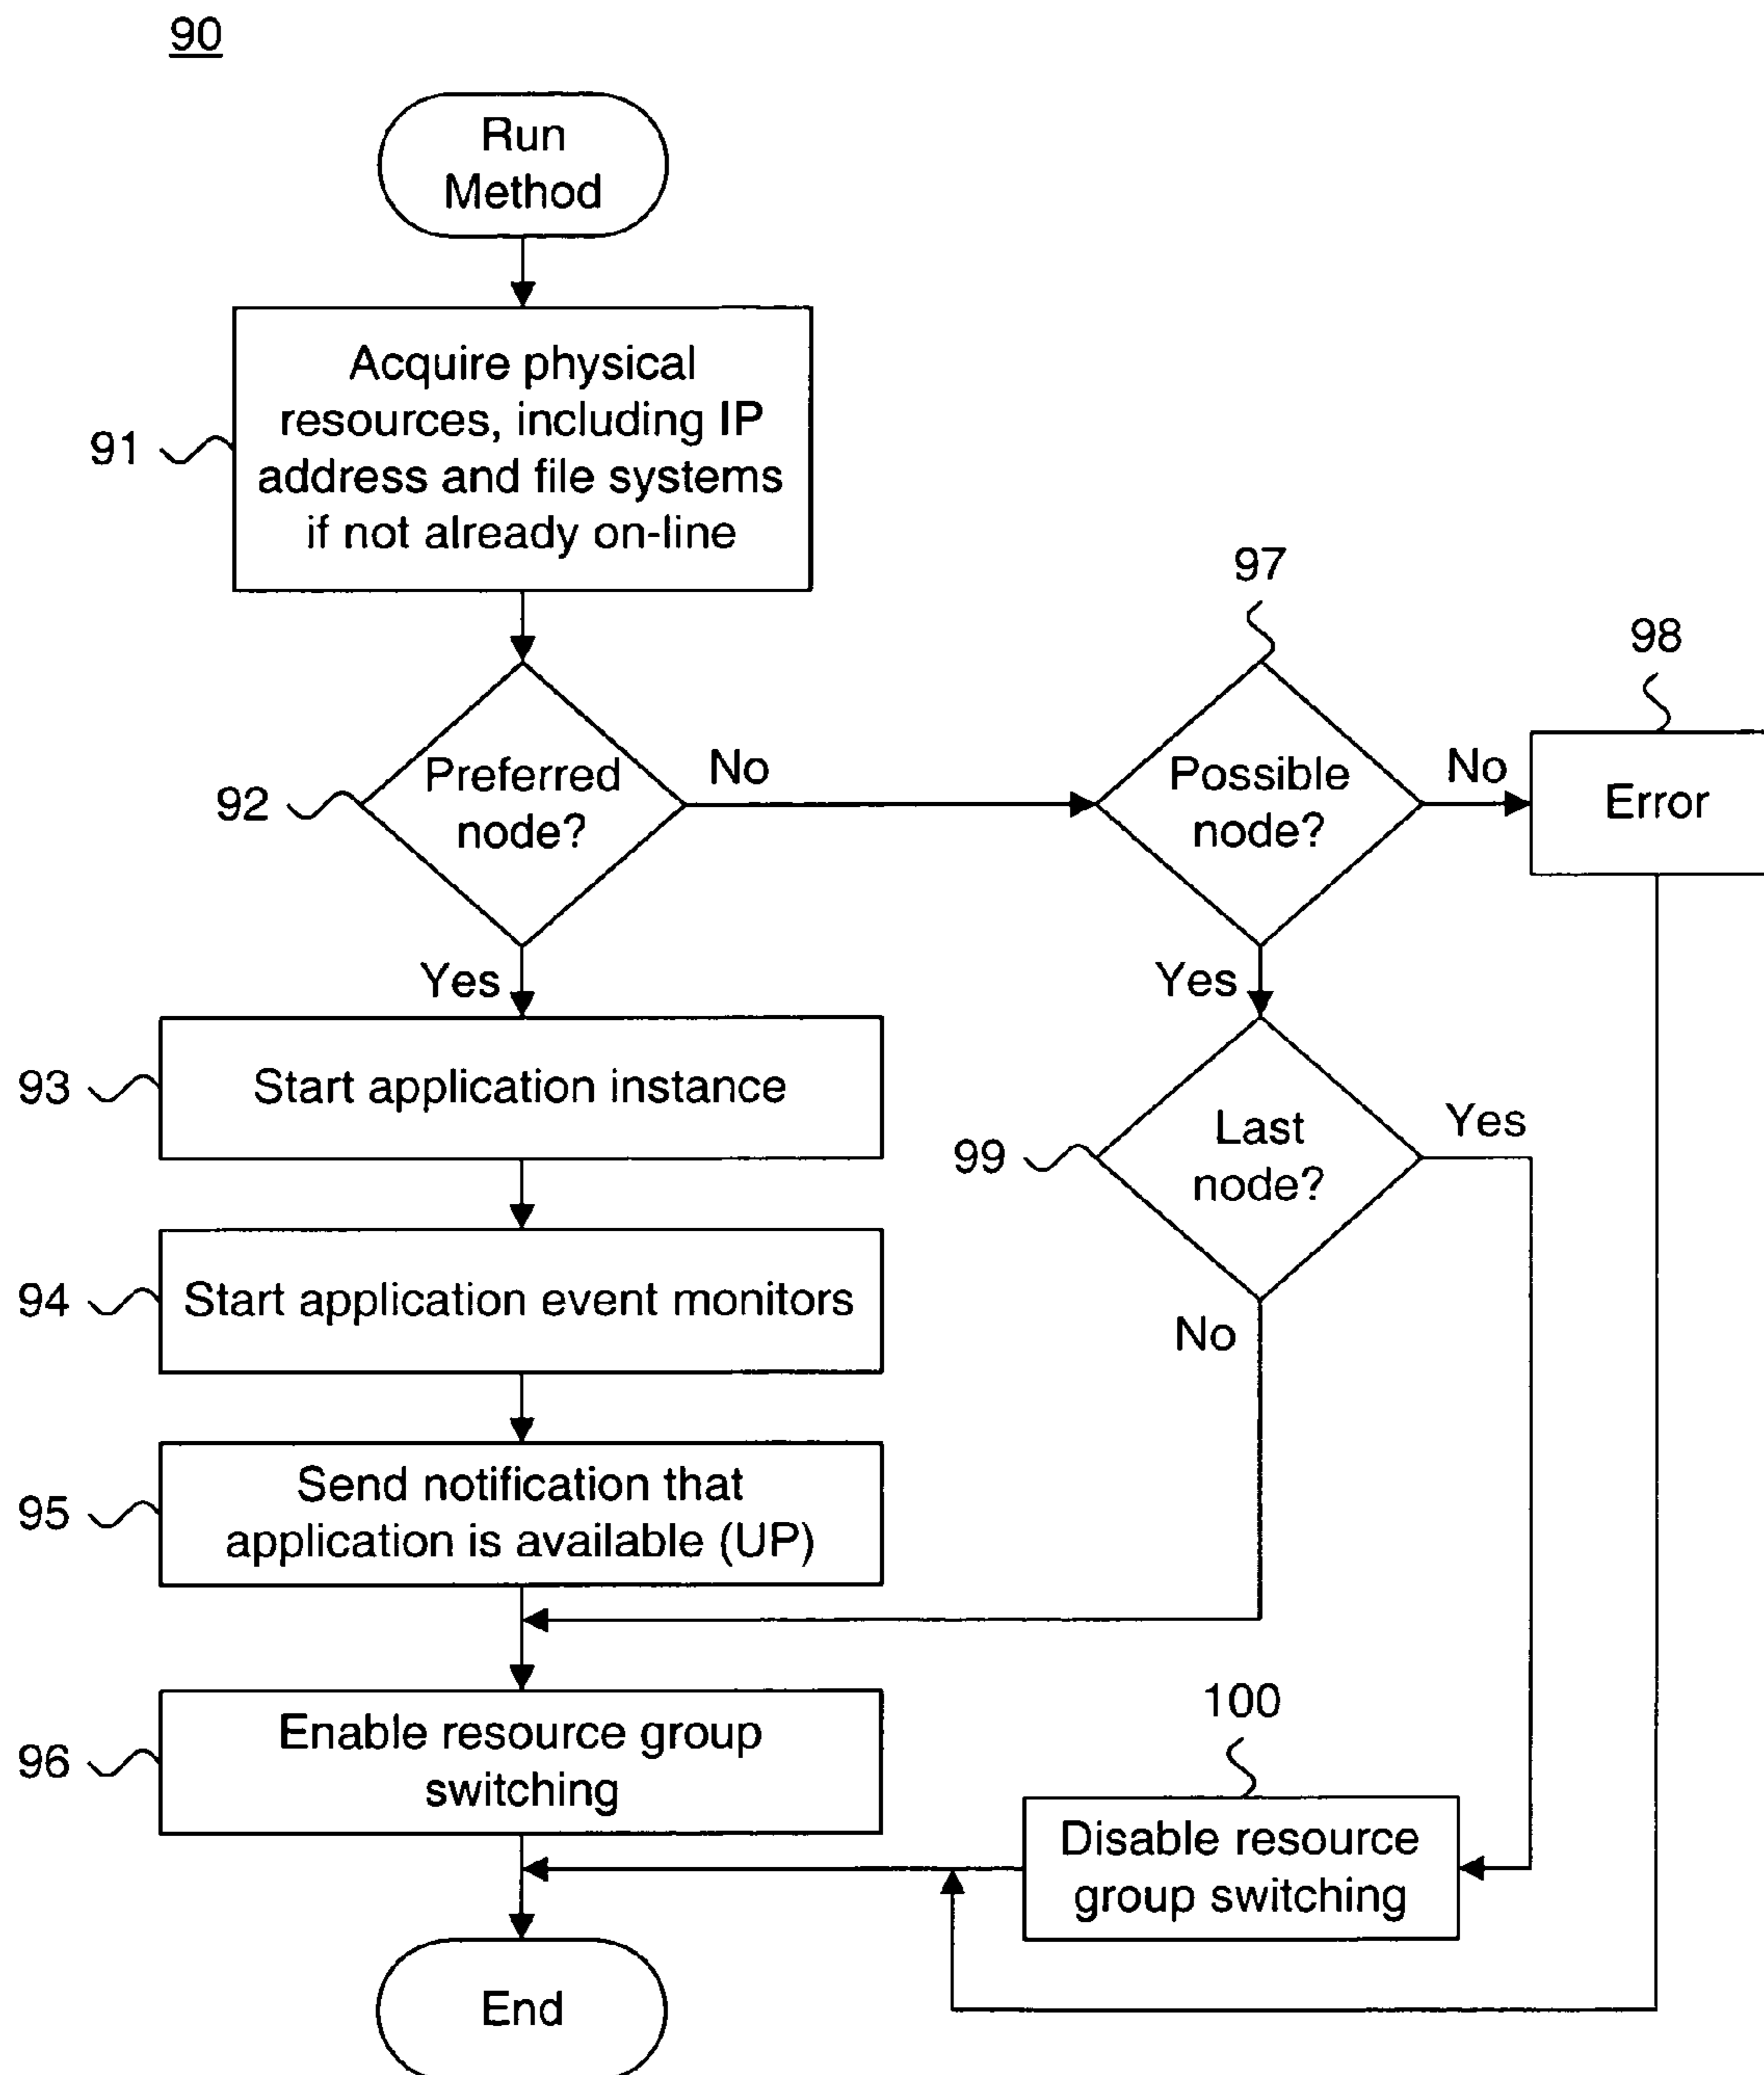 90
Run
Method
91
Acquire physical
resources, including IP
address and file systems
if not already on-line
92
Preferred
node?
No
Yes
97
Possible
node?
No
Yes
98
Error
93
Start application instance
99
Last
node?
Yes
No
94
Start application event monitors
95
Send notification that
application is available (UP)
96
Enable resource group
switching
100
Disable resource
group switching
End